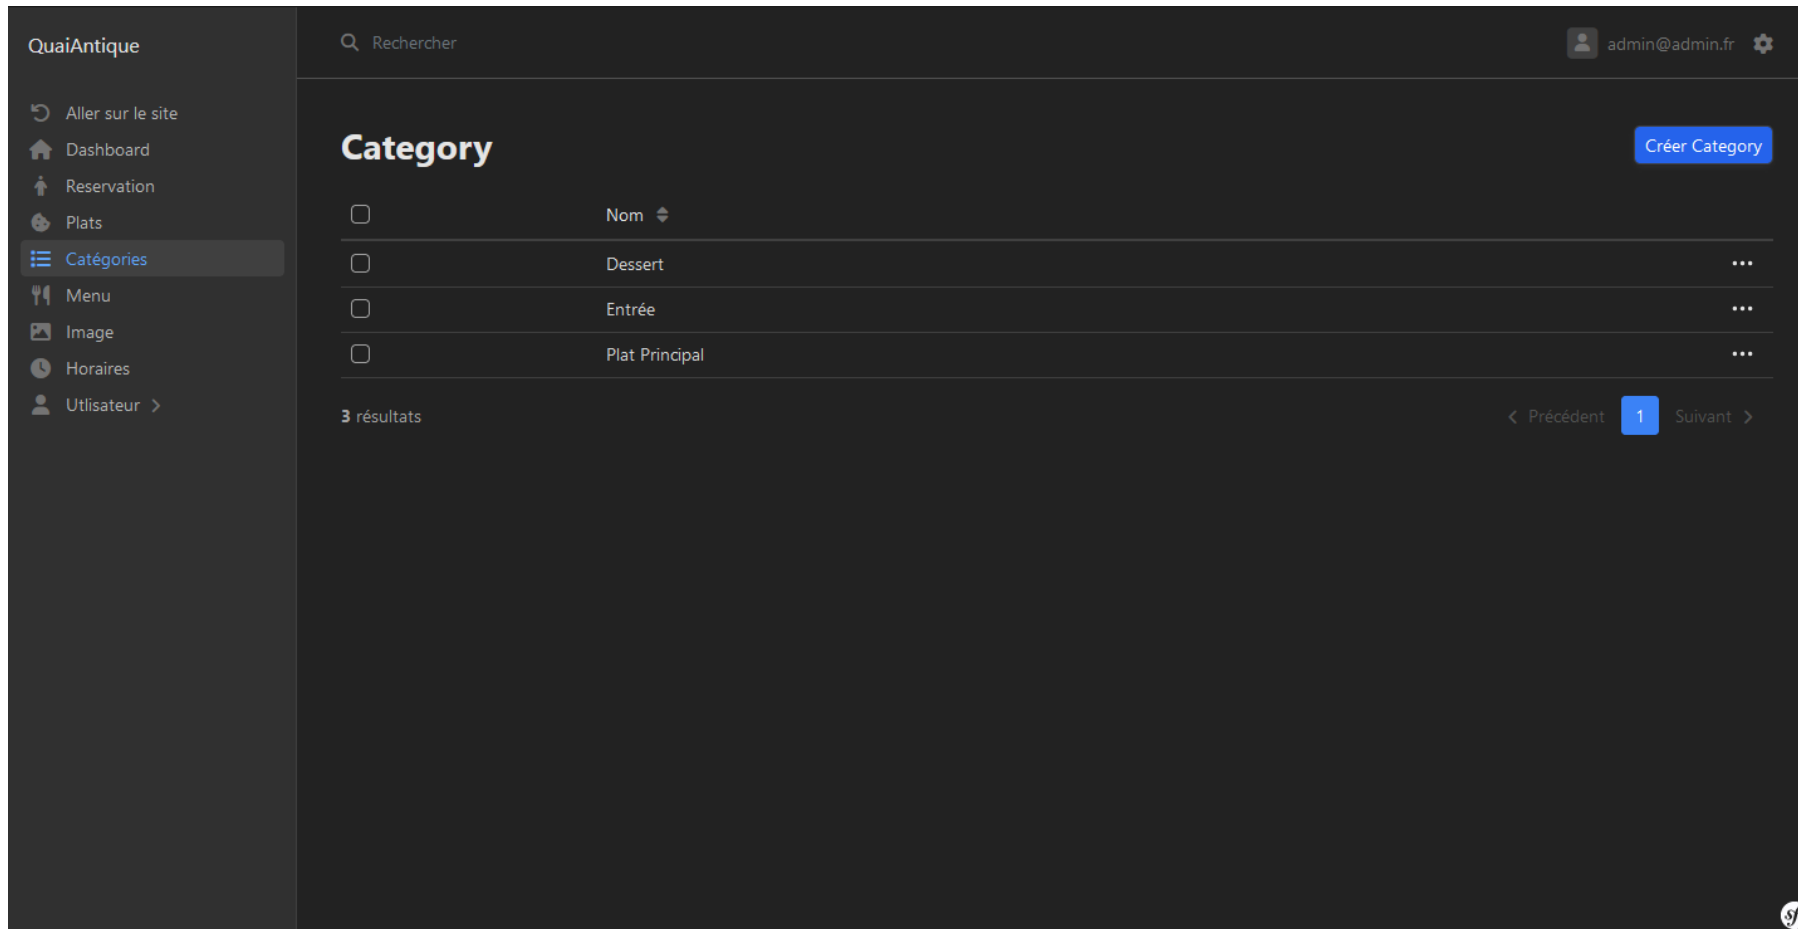 QuaiAntique
Rechercher
admin@admin.fr
Aller sur le site
Dashboard
Reservation
Plats
Catégories
Menu
Image
Horaires
Utlisateur
Category
Créer Category
Nom
Dessert
Entrée
Plat Principal
3 résultats
Précédent 1 Suivant
sf